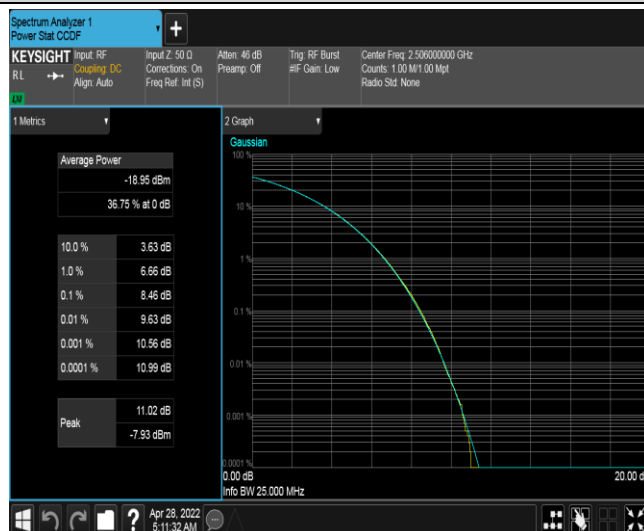 Spectrum Analyzer 1
Power Stat CCDF
+
KEYSIGHT
RL
Input: RF
Coupling: DC
Align: Auto
Input Z: 50 Ω
Corrections: On
Freq Ref: Int (S)
Atten: 46 dB
Preamp: Off
Trig: RF Burst
#IF Gain: Low
Center Freq: 2.506000000 GHz
Counts: 1.00 M/1.00 Mpt
Radio Std: None
1 Metrics
Average Power
-18.95 dBm
36.75 % at 0 dB
10.0 % 3.63 dB
1.0 % 6.66 dB
0.1 % 8.46 dB
0.01 % 9.63 dB
0.001 % 10.56 dB
0.0001 % 10.99 dB
Peak
11.02 dB
-7.93 dBm
2 Graph
Gaussian
100 %
10 %
1 %
0.1 %
0.01 %
0.001 %
0.0001 %
0.00 dB
20.00 d
Info BW 25.000 MHz
?
Apr 28, 2022
5:11:32 AM